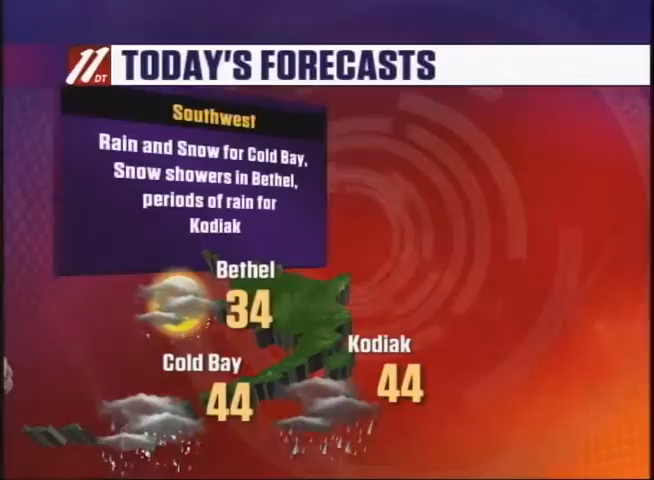 11 DT TODAY'S FORECASTS
Southwest
Rain and Snow for Cold Bay,
Snow showers in Bethel,
periods of rain for
Kodiak
Bethel
34
Kodiak
44
Cold Bay
44